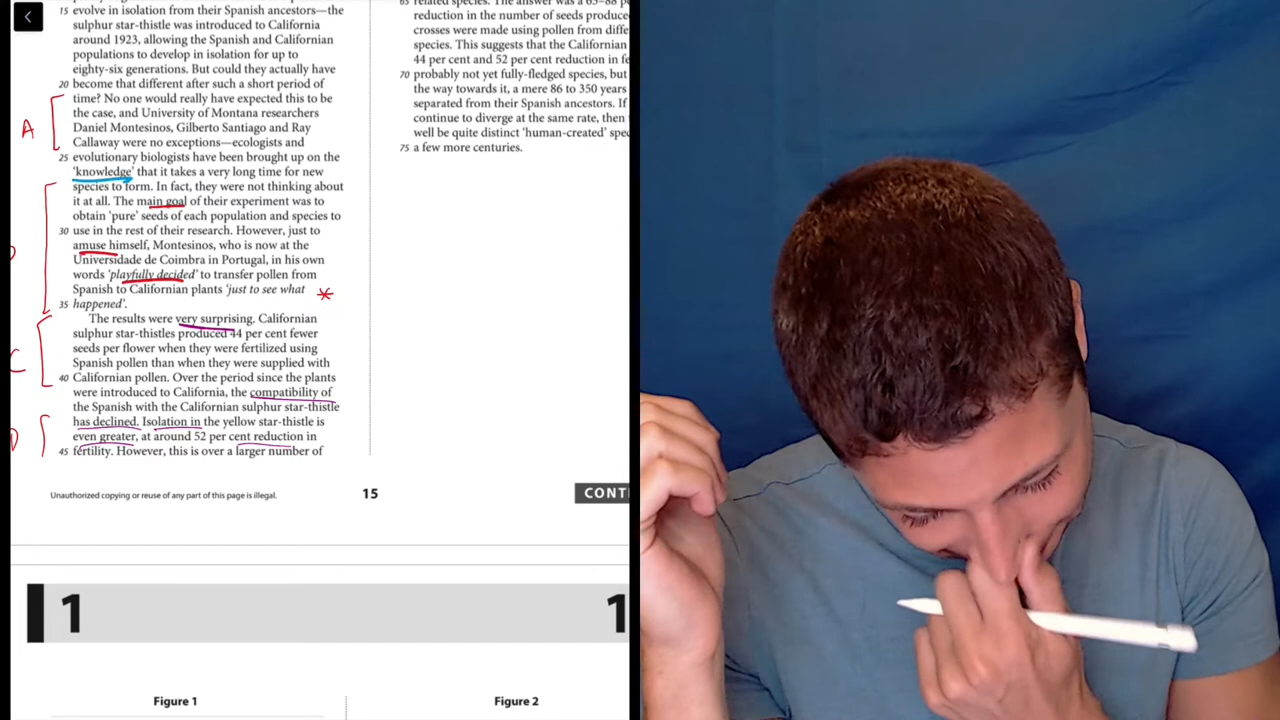 15 evolve in isolation from their Spanish ancestors—the
sulphur star-thistle was introduced to California
around 1923, allowing the Spanish and Californian
populations to develop in isolation for up to
eighty-six generations. But could they actually have
20 become that different after such a short period of
time? No one would really have expected this to be
the case, and University of Montana researchers
A
Daniel Montesinos, Gilberto Santiago and Ray
Callaway were no exceptions—ecologists and
25 evolutionary biologists have been brought up on the
‘knowledge’ that it takes a very long time for new
species to form. In fact, they were not thinking about
it at all. The main goal of their experiment was to
obtain ‘pure’ seeds of each population and species to
30 use in the rest of their research. However, just to
amuse himself, Montesinos, who is now at the
Universidade de Coimbra in Portugal, in his own
words ‘playfully decided’ to transfer pollen from
Spanish to Californian plants ‘just to see what
35 happened’.
The results were very surprising. Californian
sulphur star-thistles produced 44 per cent fewer
seeds per flower when they were fertilized using
Spanish pollen than when they were supplied with
C
40 Californian pollen. Over the period since the plants
were introduced to California, the compatibility of
the Spanish with the Californian sulphur star-thistle
has declined. Isolation in the yellow star-thistle is
D
even greater, at around 52 per cent reduction in
45 fertility. However, this is over a larger number of
reduction in the number of seeds produce
crosses were made using pollen from diffe
species. This suggests that the Californian
44 per cent and 52 per cent reduction in fe
70 probably not yet fully-fledged species, but
the way towards it, a mere 86 to 350 years
separated from their Spanish ancestors. If
continue to diverge at the same rate, then
well be quite distinct ‘human-created’ spe
75 a few more centuries.
Unauthorized copying or reuse of any part of this page is illegal.
15
CONT
1
1
Figure 1
Figure 2